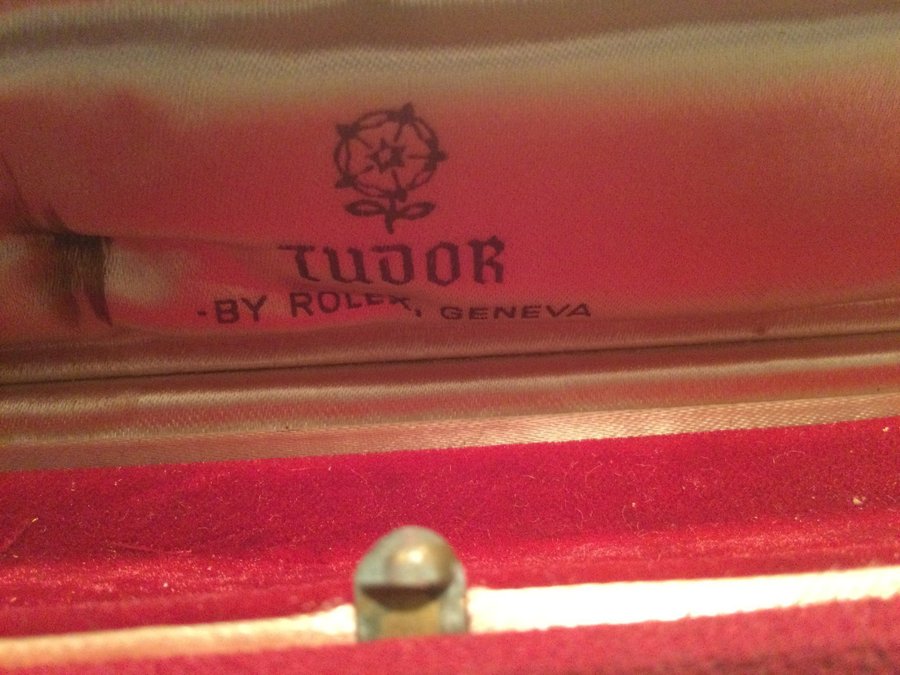 TUDOR
·BY ROLEX, GENEVA